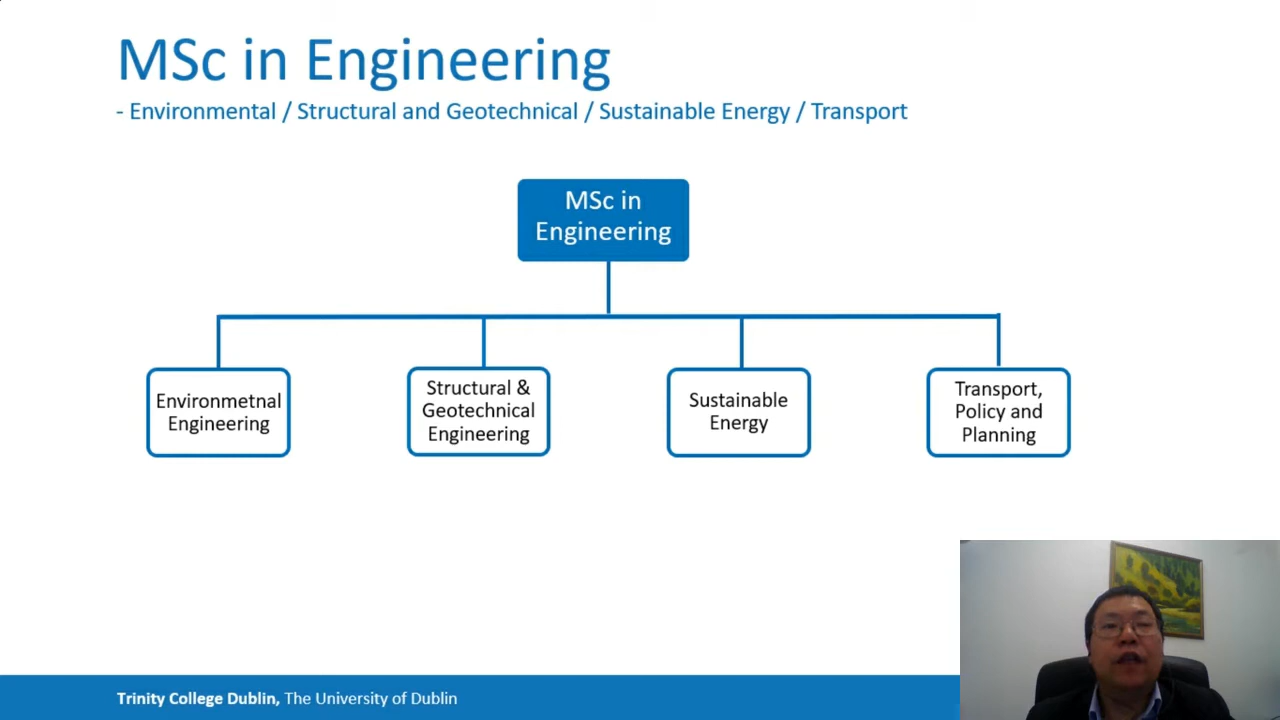 MSc in Engineering
- Environmental / Structural and Geotechnical / Sustainable Energy / Transport
MSc in
Engineering
Environmetnal
Engineering
Structural &
Geotechnical
Engineering
Sustainable
Energy
Transport,
Policy and
Planning
Trinity College Dublin, The University of Dublin